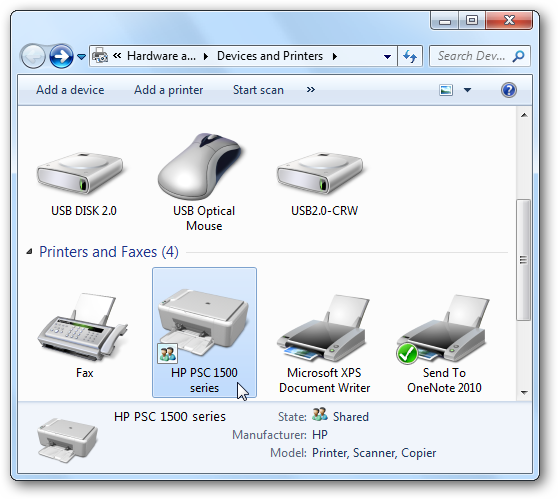 « Hardware a... ▸ Devices and Printers ▸
Search Dev...
Add a device Add a printer Start scan »
USB DISK 2.0
USB Optical
Mouse
USB2.0-CRW
Printers and Faxes (4)
Fax
HP PSC 1500
series
Microsoft XPS
Document Writer
Send To
OneNote 2010
HP PSC 1500 series
State: Shared
Manufacturer: HP
Model: Printer, Scanner, Copier